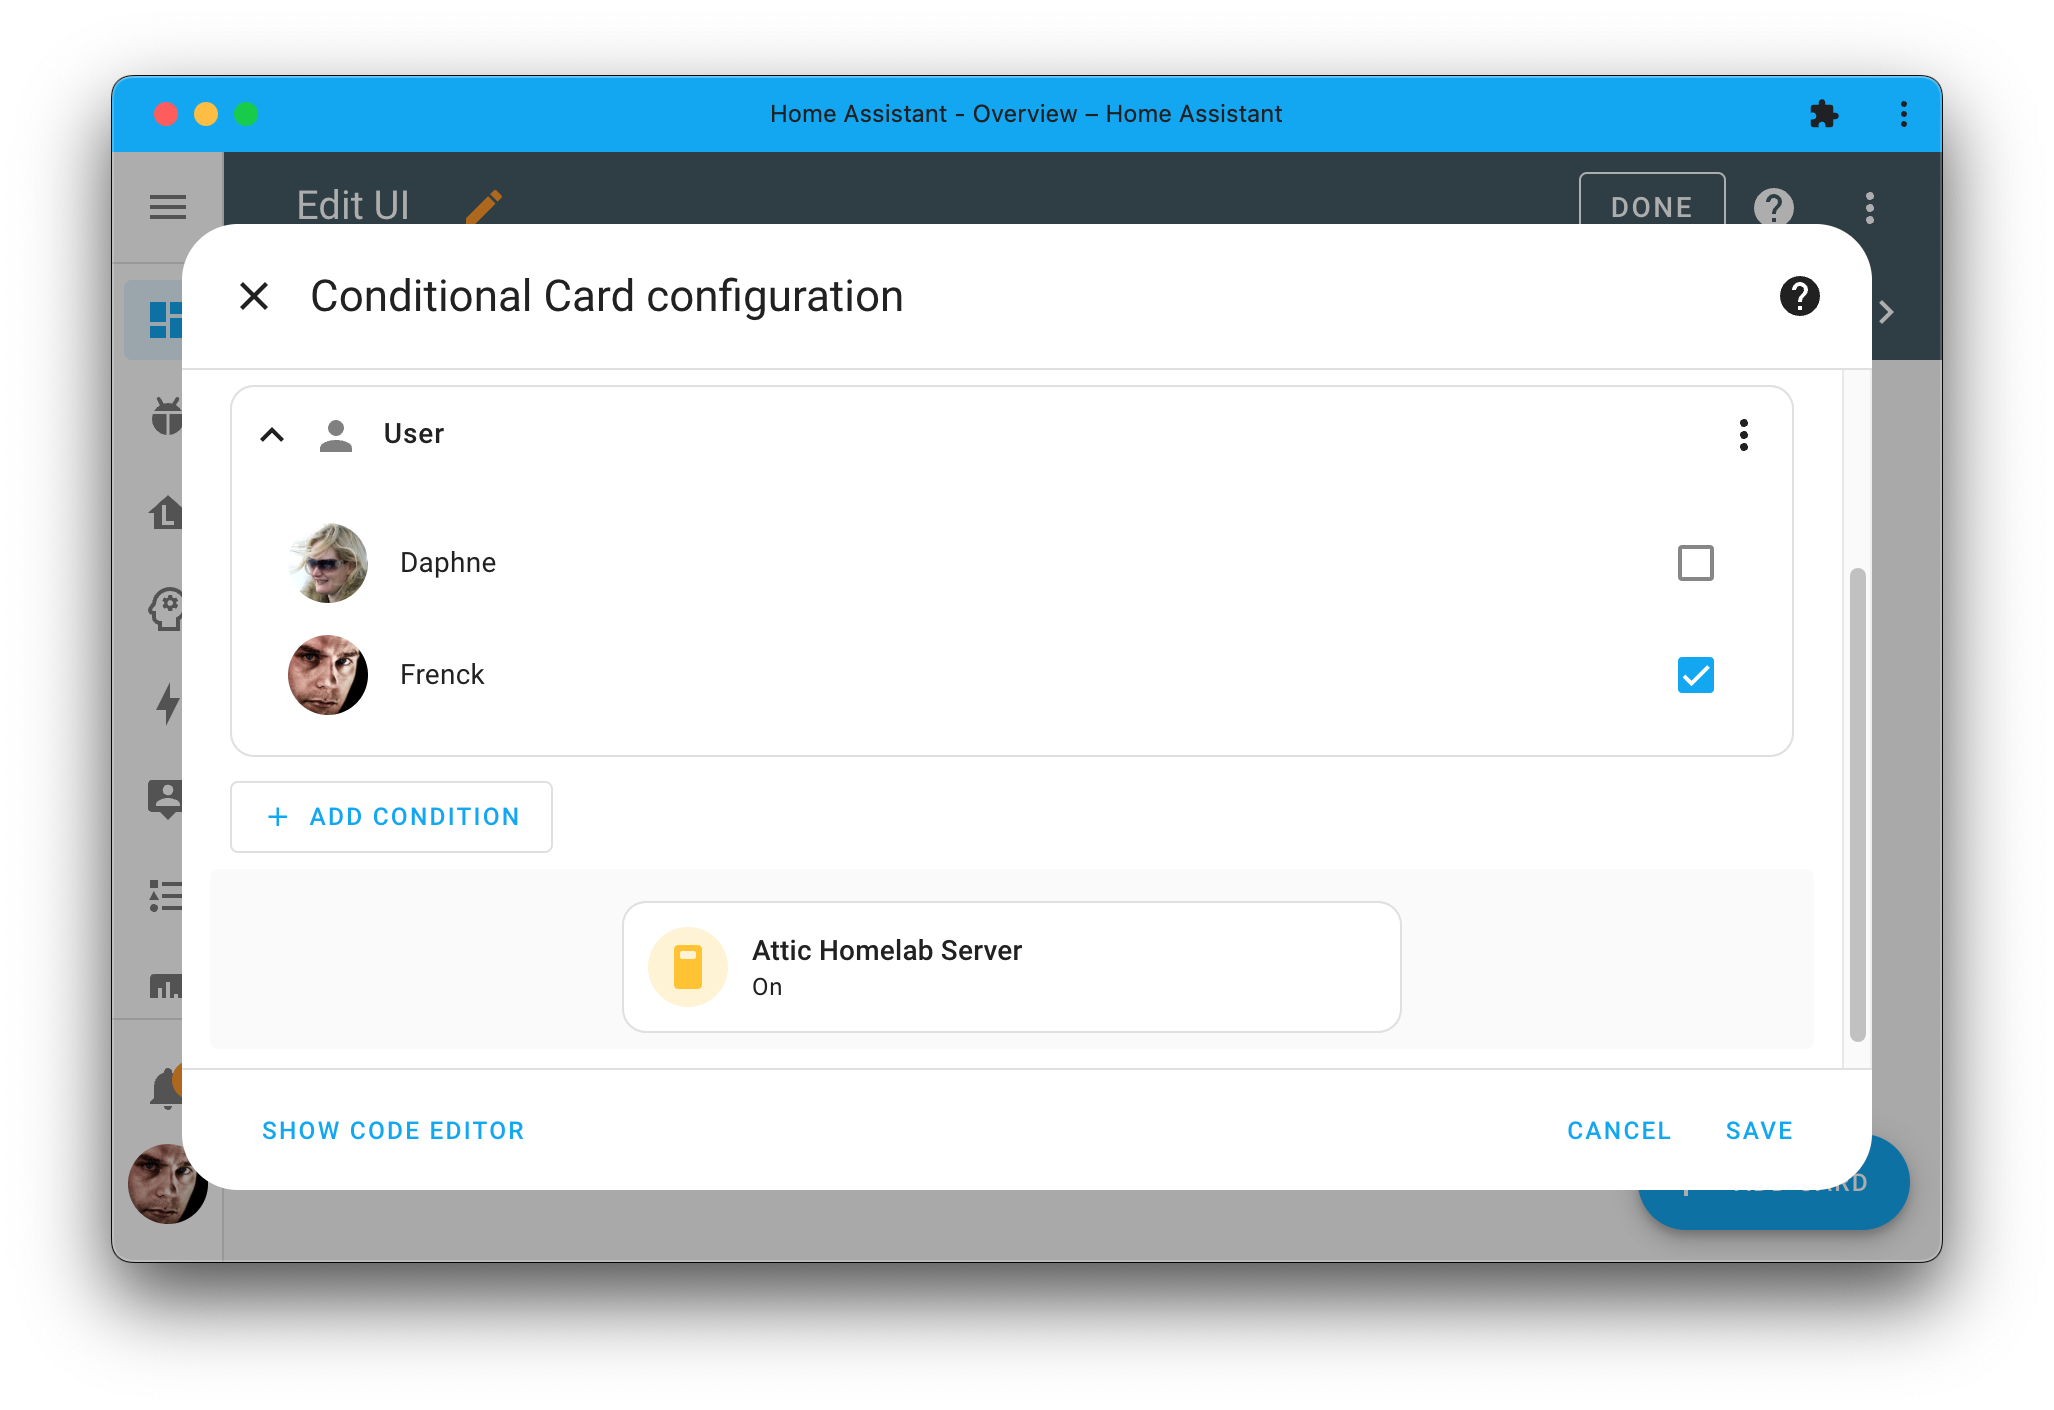 Home Assistant - Overview – Home Assistant
Edit UI
DONE
Conditional Card configuration
User
Daphne
Frenck
+ ADD CONDITION
Attic Homelab Server
On
SHOW CODE EDITOR
CANCEL
SAVE